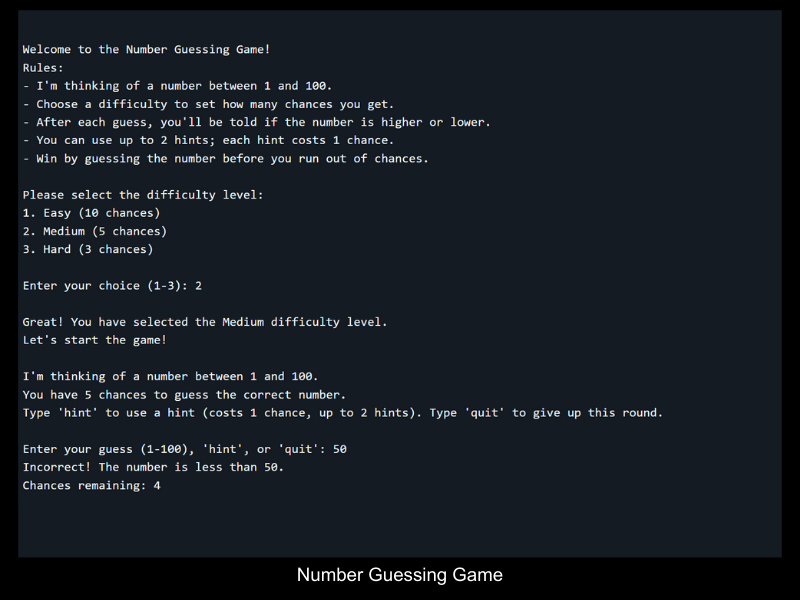 Welcome to the Number Guessing Game!
Rules:
- I'm thinking of a number between 1 and 100.
- Choose a difficulty to set how many chances you get.
- After each guess, you'll be told if the number is higher or lower.
- You can use up to 2 hints; each hint costs 1 chance.
- Win by guessing the number before you run out of chances.
Please select the difficulty level:
1. Easy (10 chances)
2. Medium (5 chances)
3. Hard (3 chances)
Enter your choice (1-3): 2
Great! You have selected the Medium difficulty level.
Let's start the game!
I'm thinking of a number between 1 and 100.
You have 5 chances to guess the correct number.
Type 'hint' to use a hint (costs 1 chance, up to 2 hints). Type 'quit' to give up this round.
Enter your guess (1-100), 'hint', or 'quit': 50
Incorrect! The number is less than 50.
Chances remaining: 4
Number Guessing Game